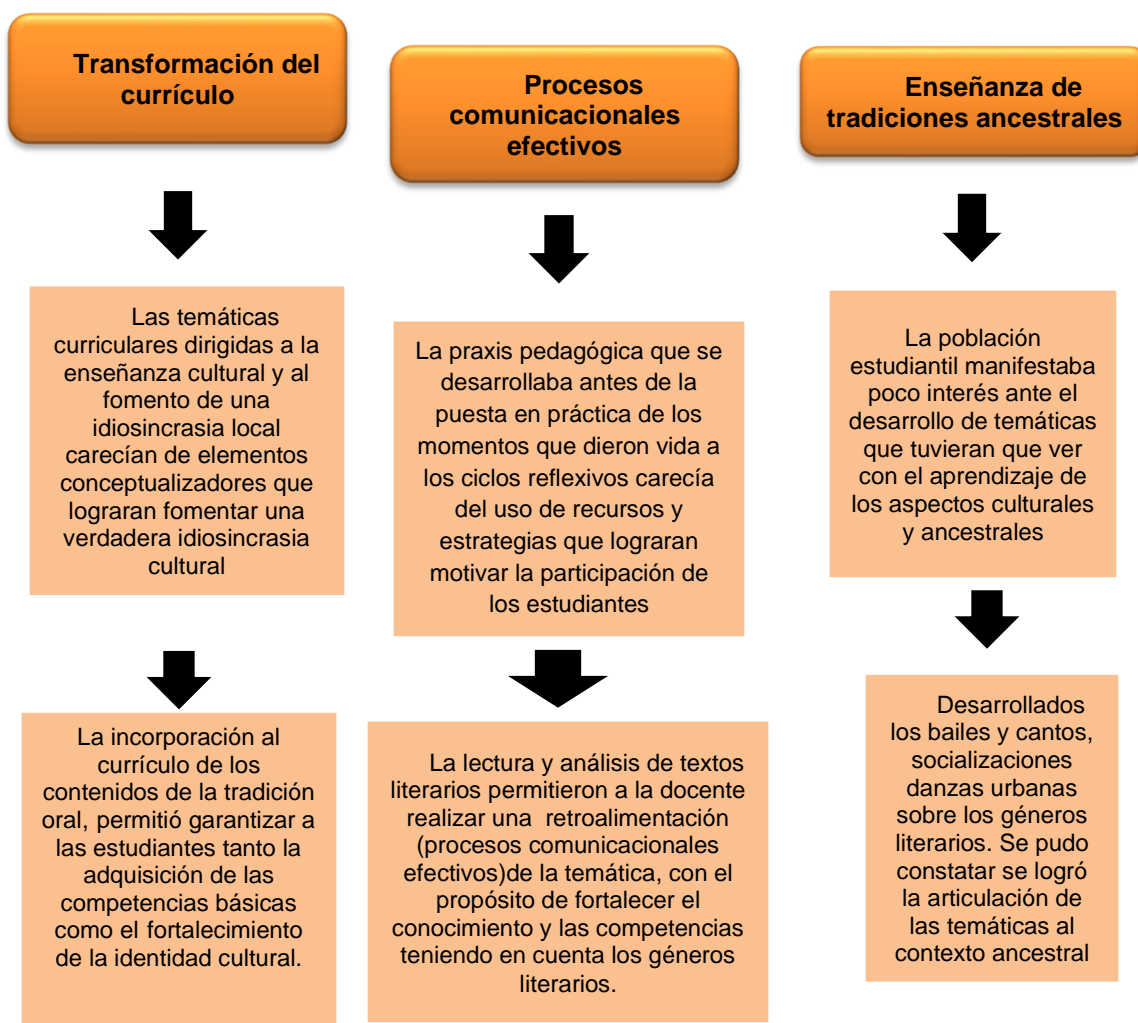 Transformación del
currículo
Las temáticas
curriculares dirigidas a la
enseñanza cultural y al
fomento de una
idiosincrasia local
carecían de elementos
conceptualizadores que
lograran fomentar una
verdadera idiosincrasia
cultural
La incorporación al
currículo de los
contenidos de la tradición
oral, permitió garantizar a
las estudiantes tanto la
adquisición de las
competencias básicas
como el fortalecimiento
de la identidad cultural.
Procesos
comunicacionales
efectivos
La praxis pedagógica que se
desarrollaba antes de la
puesta en práctica de los
momentos que dieron vida a
los ciclos reflexivos carecía
del uso de recursos y
estrategias que lograran
motivar la participación de
los estudiantes
La lectura y análisis de textos
literarios permitieron a la docente
realizar una retroalimentación
(procesos comunicacionales
efectivos)de la temática, con el
propósito de fortalecer el
conocimiento y las competencias
teniendo en cuenta los géneros
literarios.
Enseñanza de
tradiciones ancestrales
La población
estudiantil manifestaba
poco interés ante el
desarrollo de temáticas
que tuvieran que ver
con el aprendizaje de
los aspectos culturales
y ancestrales
Desarrollados
los bailes y cantos,
socializaciones
danzas urbanas
sobre los géneros
literarios. Se pudo
constatar se logró
la articulación de
las temáticas al
contexto ancestral